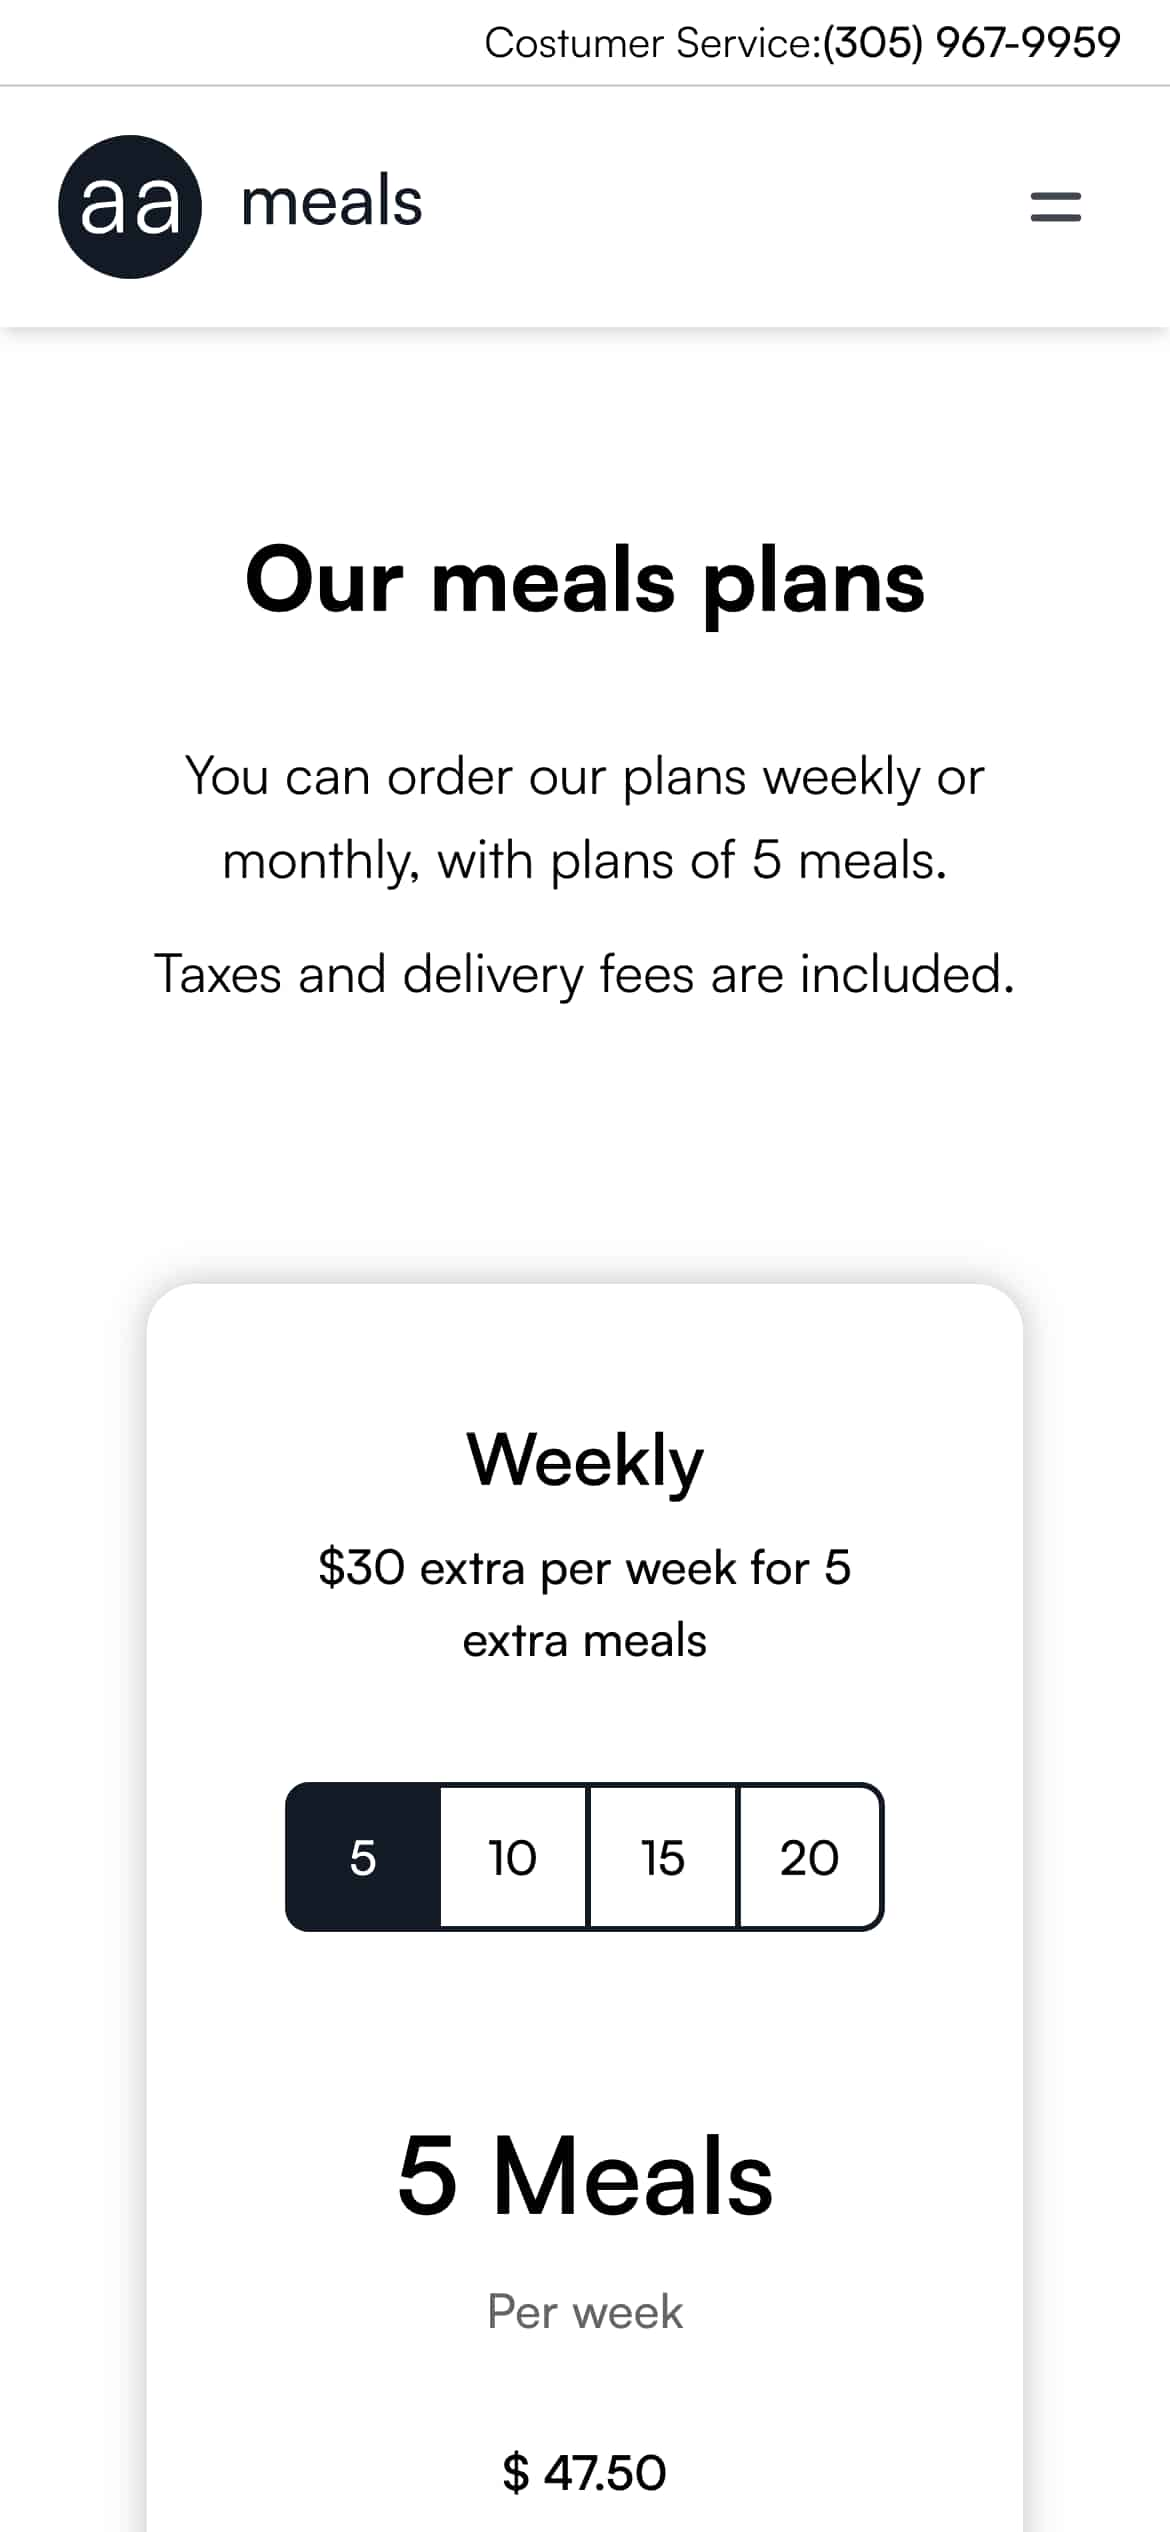 Costumer Service:(305) 967-9959
aa meals
Our meals plans
You can order our plans weekly or
monthly, with plans of 5 meals.
Taxes and delivery fees are included.
Weekly
$30 extra per week for 5
extra meals
5 10 15 20
5 Meals
Per week
$ 47.50